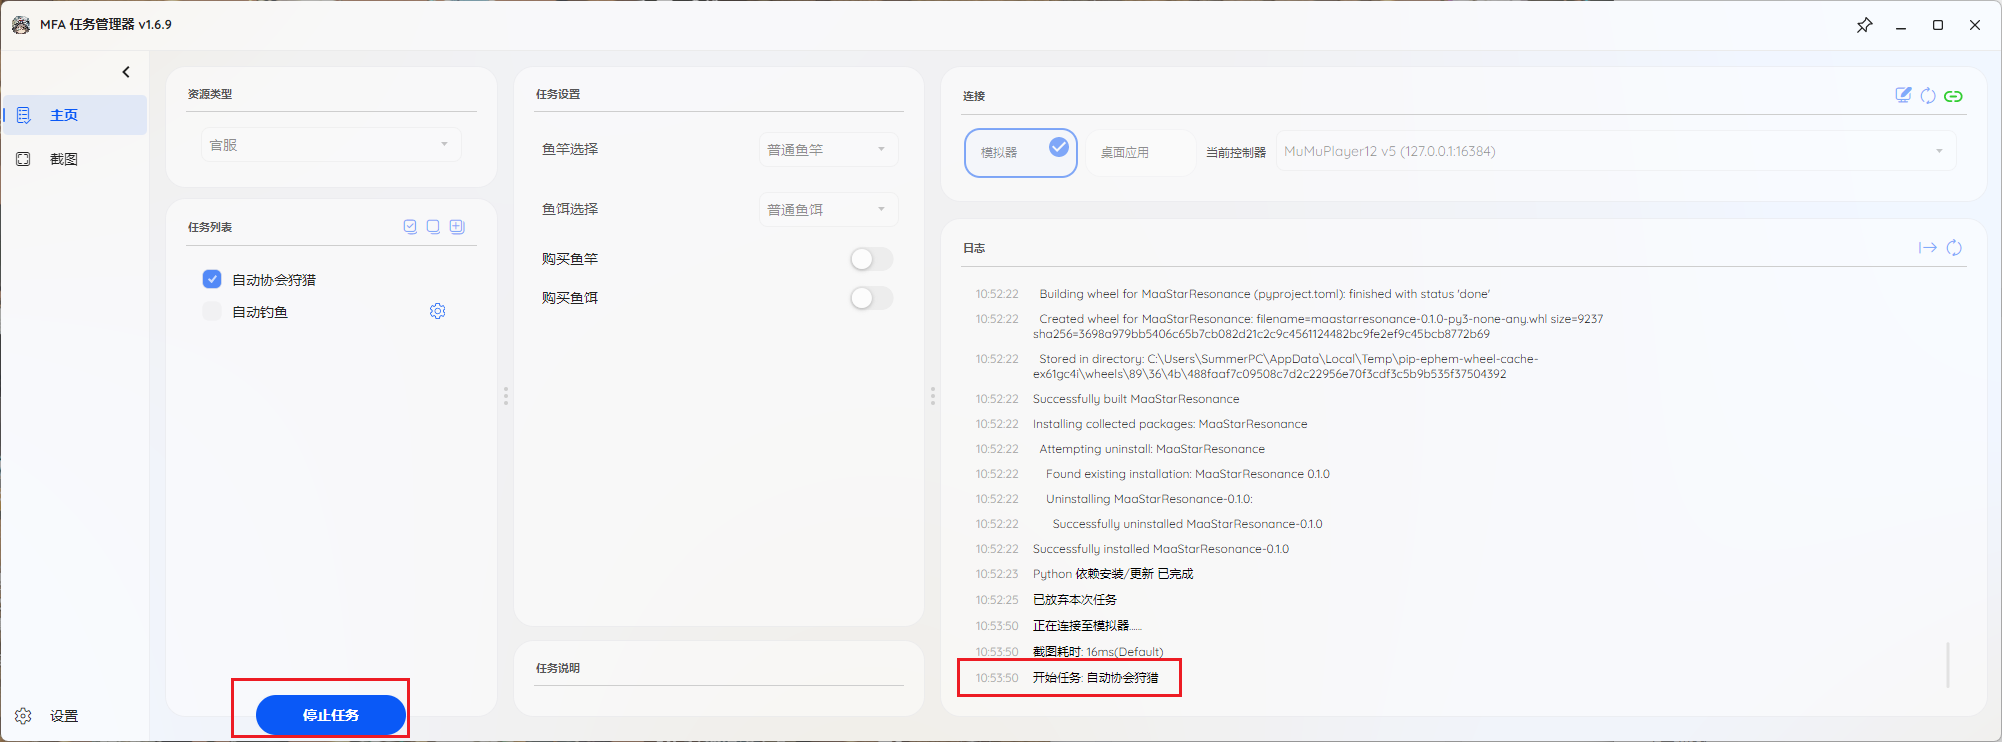 MFA 任务管理器 v1.6.9
主页
截图
设置
资源类型
官服
任务列表
自动协会狩猎
自动钓鱼
停止任务
任务设置
鱼竿选择
普通鱼竿
鱼饵选择
普通鱼饵
购买鱼竿
购买鱼饵
任务说明
连接
模拟器
桌面应用
当前控制器
MuMuPlayer12 v5 (127.0.0.1:16384)
日志
10:52:22 Building wheel for MaaStarResonance (pyproject.toml): finished with status 'done'
10:52:22 Created wheel for MaaStarResonance: filename=maastarresonance-0.1.0-py3-none-any.whl size=9237
sha256=3698a979bb5406c65b7cb082d21c2c9c4561124482bc9fe2ef9c45bcb8772b69
10:52:22 Stored in directory: C:\Users\SummerPC\AppData\Local\Temp\pip-ephem-wheel-cache-
ex61gc4i\wheels\89\36\4b\488faaf7c09508c7d2c22956e70f3cdf3c5b9b535f37504392
10:52:22 Successfully built MaaStarResonance
10:52:22 Installing collected packages: MaaStarResonance
10:52:22 Attempting uninstall: MaaStarResonance
10:52:22 Found existing installation: MaaStarResonance 0.1.0
10:52:22 Uninstalling MaaStarResonance-0.1.0:
10:52:22 Successfully uninstalled MaaStarResonance-0.1.0
10:52:22 Successfully installed MaaStarResonance-0.1.0
10:52:23 Python 依赖安装/更新 已完成
10:52:25 已放弃本次任务
10:53:50 正在连接至模拟器……
10:53:50 截图耗时: 16ms(Default)
10:53:50 开始任务: 自动协会狩猎